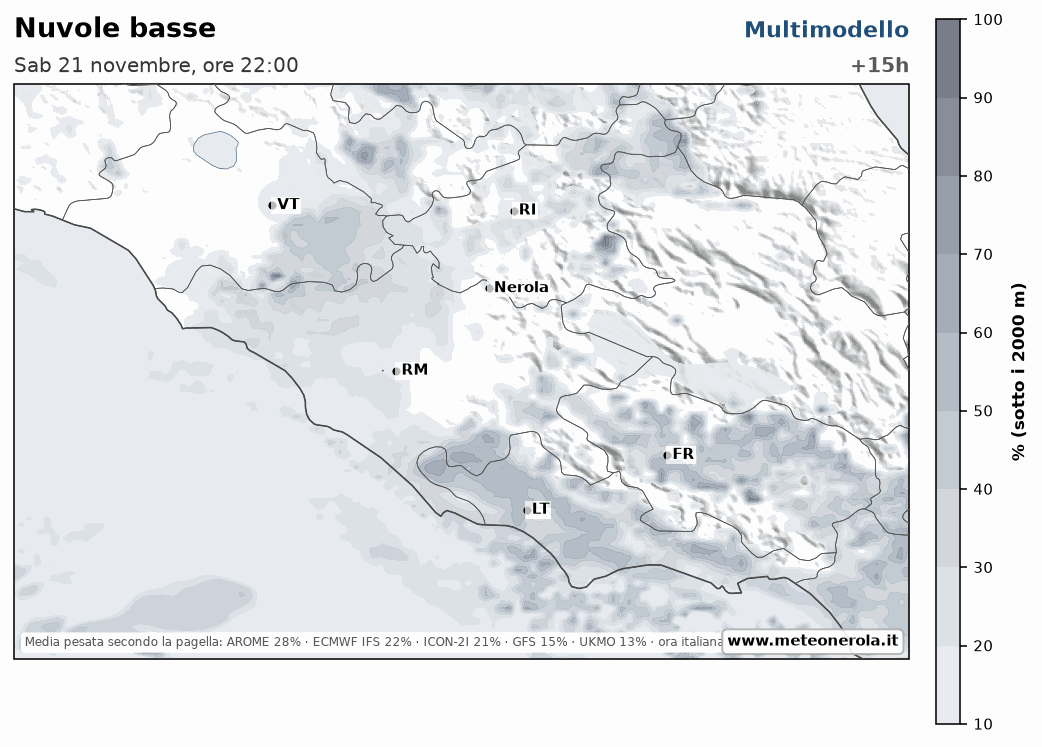 Nuvole basse
Multimodello
Sab 21 novembre, ore 22:00
+15h
VT
RI
Nerola
RM
FR
LT
Media pesata secondo la pagella: AROME 28% · ECMWF IFS 22% · ICON-2I 21% · GFS 15% · UKMO 13% · ora italiana
www.meteonerola.it
100
90
80
70
60
50
40
30
20
10
% (sotto i 2000 m)